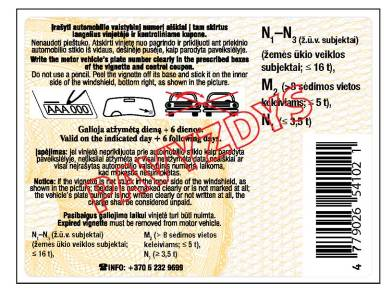 Įrašyti automobilio valstybinį numerį aiškiai į tam skirtus
langelius vinjetėje ir kontroliniame kupone.
Nenaudoti pieštuko. Atskirti vinjetę nuo pagrindo ir priklijuoti ant priekinio
automobilio stiklo iš vidaus, dešinėje pusėje, kaip parodyta paveikslėlyje.
Write the motor vehicle's plate number clearly in the prescribed boxes
of the vignette and control coupon.
Do not use a pencil. Peel the vignette off its base and stick it on the inner
side of the windshield, bottom right, as shown in the picture.
AAA 000
PAVYZDYS
Galioja atžymėtą dieną + 6 dienos.
Valid on the indicated day + 6 following days.
Įspėjimas: jei vinjetė nepriklijuota prie automobilio stiklo kaip parodyta
paveikslėlyje, netiksliai atžymėta ar visai neatžymėta data, neaiškiai ar
visai neįrašytas automobilio valstybinis numeris, laikoma,
kad mokestis nesumokėtas.
Notice: if the vignette is not stuck on the inner side of the windshield, as
shown in the picture, the date is not marked clearly or is not marked at all;
the vehicle's plate number is not written clearly or not written at all, the
charge shall be considered unpaid.
Pasibaigus galiojimo laikui vinjetė turi būti nuimta.
Expired vignette must be removed from motor vehicle.
N₁–N₃ (ž.ū.v. subjektai)
(žemės ūkio veiklos subjektai;
≤ 16 t),
M₂ (> 8 sėdimos vietos
keleiviams; ≤ 5 t),
N₁ (≤ 3,5 t)
☎INFO: +370 5 232 9699
N₁–N₃ (ž.ū.v. subjektai)
(žemės ūkio veiklos
subjektai; ≤ 16 t),
M₂ (>8 sėdimos vietos
keleiviams; ≤ 5 t),
N₁ (≤ 3,5 t)
4 779026 541021